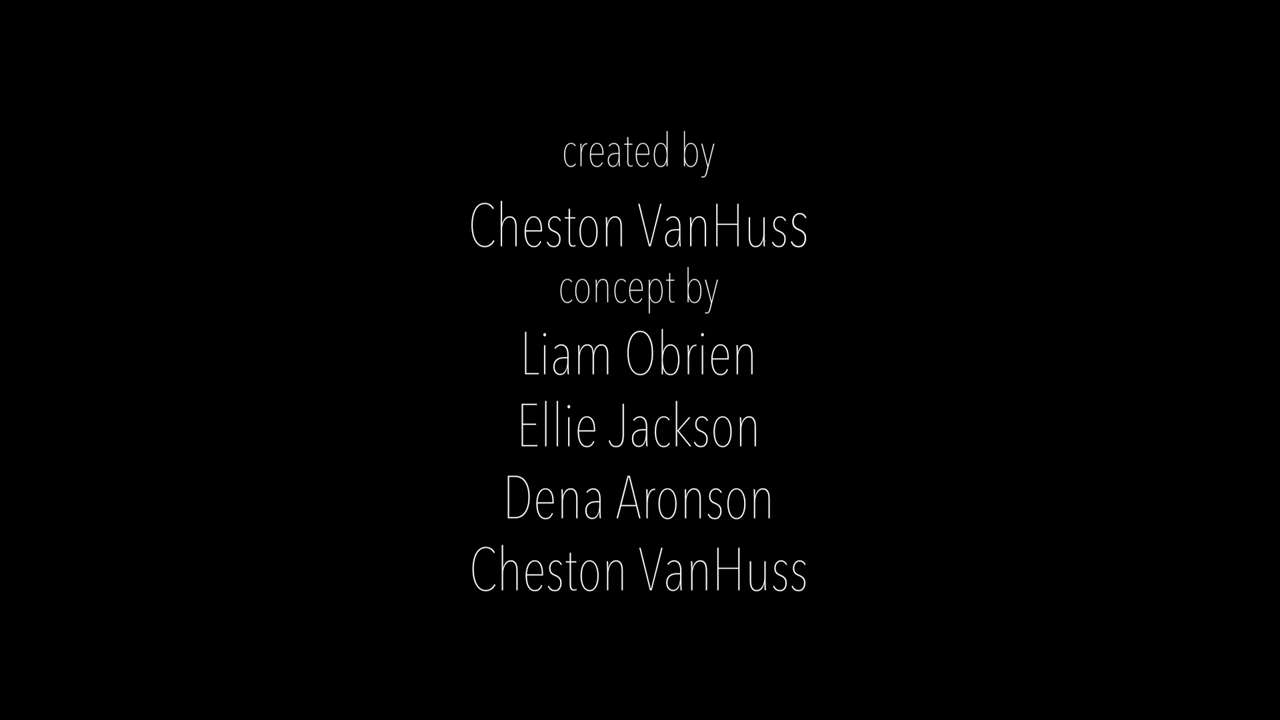 created by
Cheston VanHuss
concept by
Liam Obrien
Ellie Jackson
Dena Aronson
Cheston VanHuss